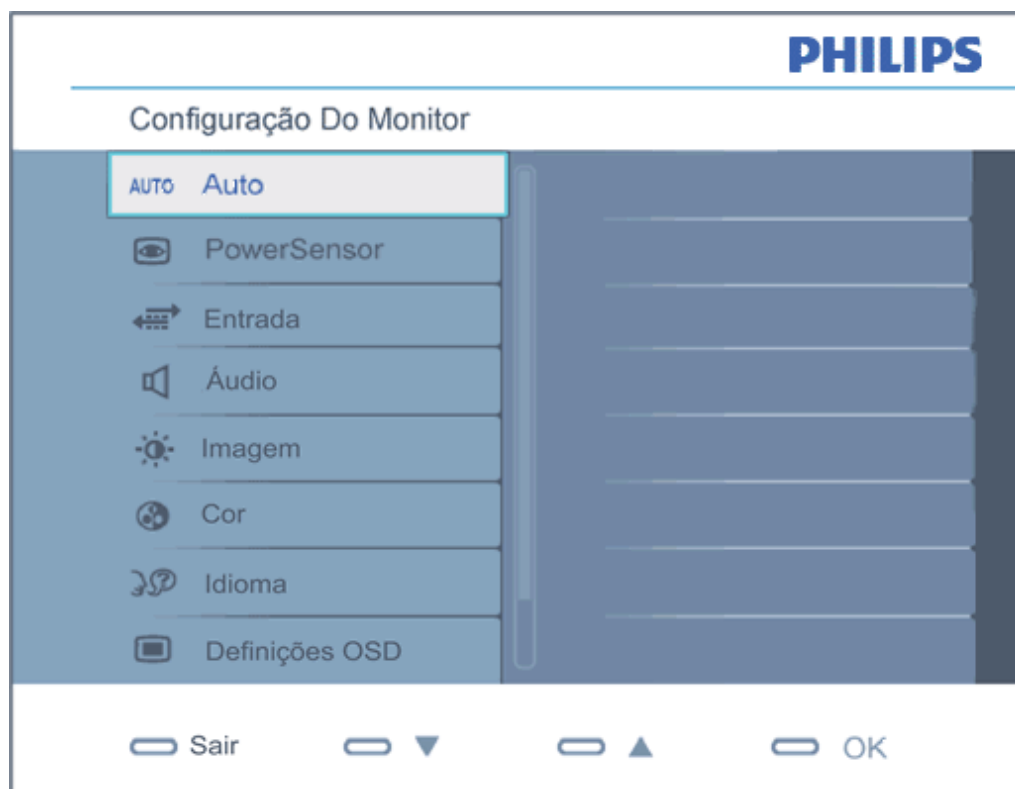 PHILIPS
Configuração Do Monitor
AUTO Auto
PowerSensor
Entrada
Áudio
Imagem
Cor
Idioma
Definições OSD
Sair ▼ ▲ OK